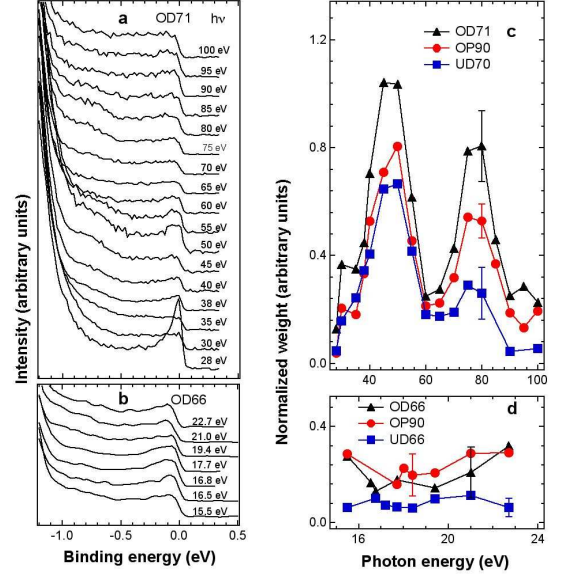 a OD71 hν
100 eV
95 eV
90 eV
85 eV
80 eV
75 eV
70 eV
65 eV
60 eV
55 eV
50 eV
45 eV
40 eV
38 eV
35 eV
30 eV
28 eV
Intensity (arbitrary units)
b OD66
22.7 eV
21.0 eV
19.4 eV
17.7 eV
16.8 eV
16.5 eV
15.5 eV
-1.0 -0.5 0.0 0.5
Binding energy (eV)
c
OD71
OP90
UD70
1.2
0.8
0.4
0.0
40 60 80 100
Normalized weight (arbitrary units)
d
OD66
OP90
UD66
0.4
0.0
16 20 24
Photon energy (eV)